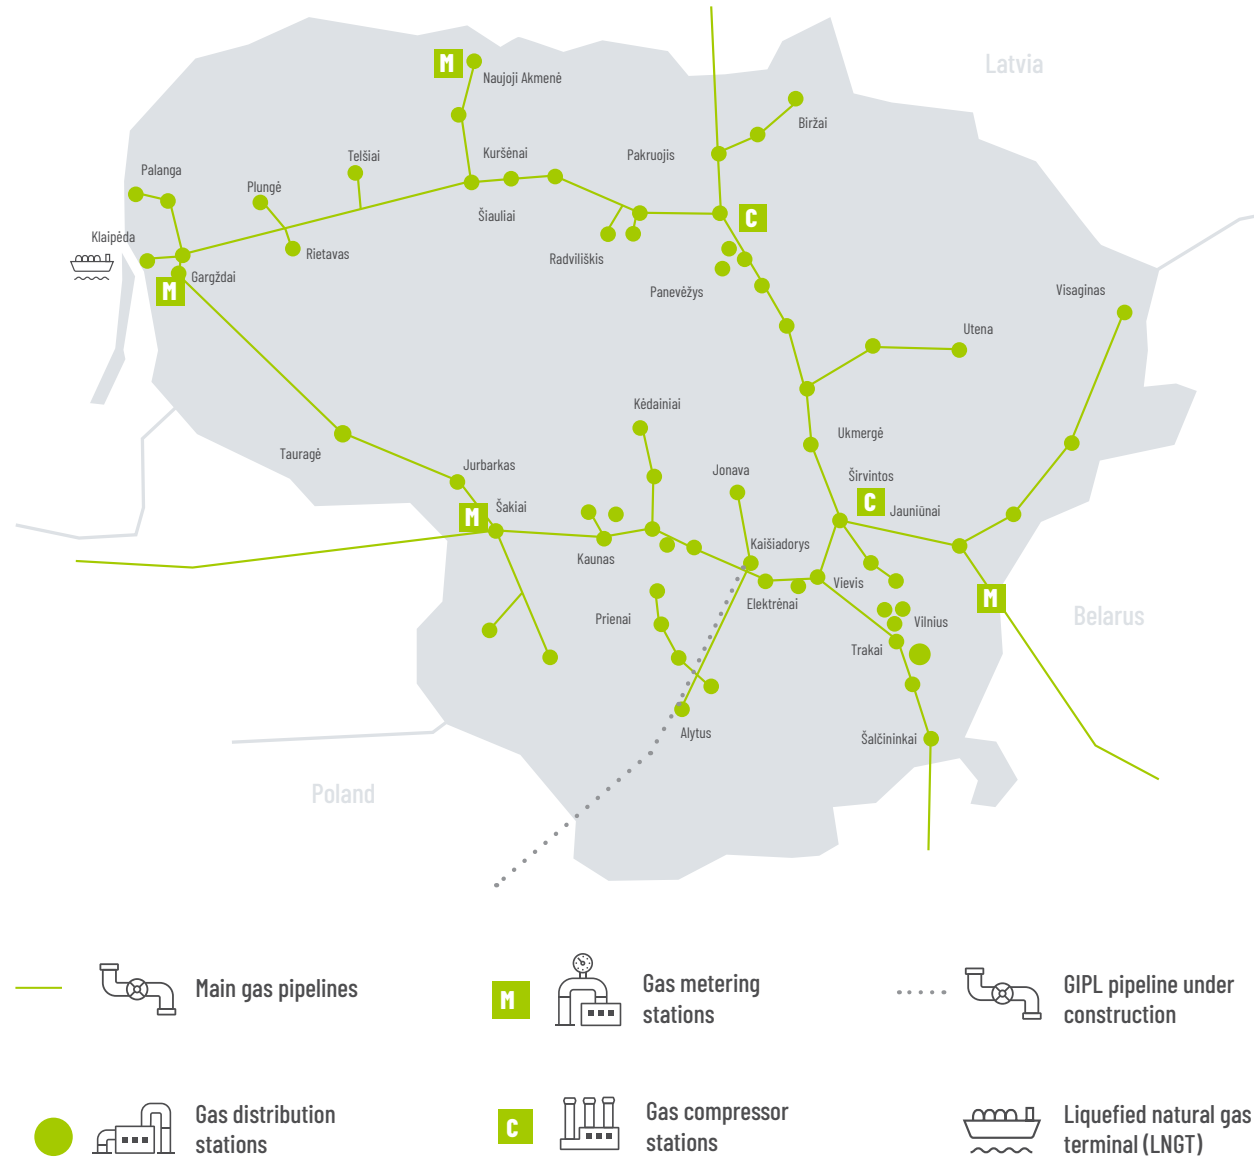 Latvia
M
Naujoji Akmenė
Biržai
Kuršėnai
Pakruojis
Telšiai
Palanga
Plungė
Šiauliai
C
Klaipėda
Rietavas
Radviliškis
Gargždai
M
Panevėžys
Visaginas
Utena
Kėdainiai
Ukmergė
Tauragė
Jurbarkas
Jonava
Širvintos
C
Jauniūnai
Šakiai
M
Kaunas
Kaišiadorys
Vievis
Elektrėnai
M
Prienai
Belarus
Vilnius
Trakai
Alytus
Šalčininkai
Poland
Main gas pipelines
M
Gas metering
stations
GIPL pipeline under
construction
Gas distribution
stations
C
Gas compressor
stations
Liquefied natural gas
terminal (LNGT)